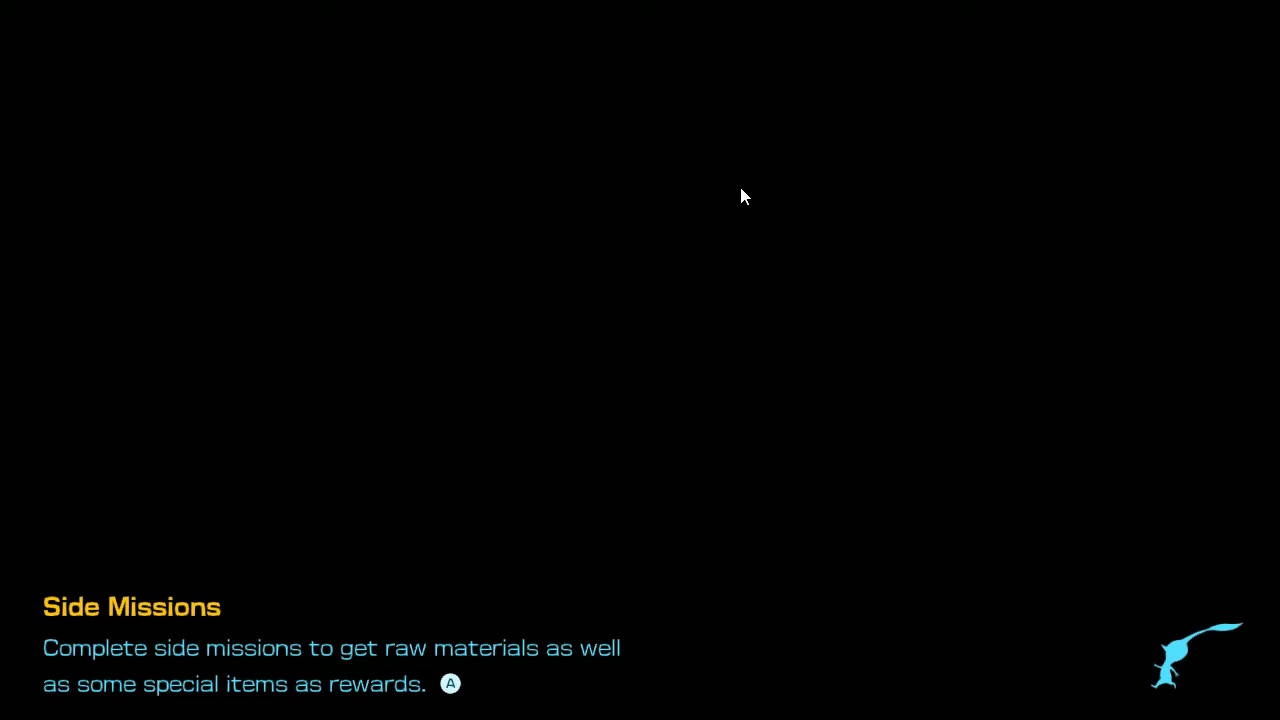 Side Missions
Complete side missions to get raw materials as well
as some special items as rewards. A